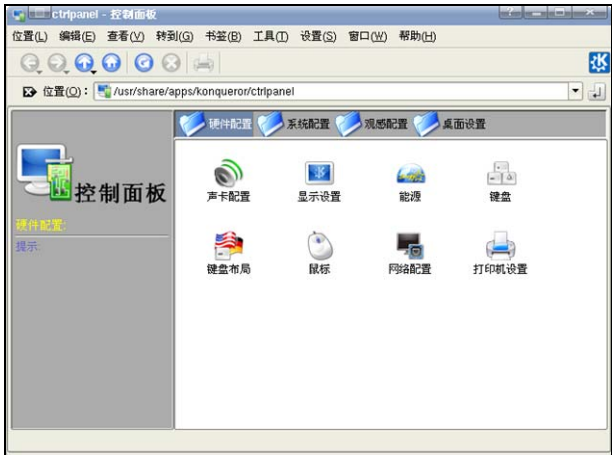 ctrlpanel - 控制面板
位置(L) 编辑(E) 查看(V) 转到(G) 书签(B) 工具(T) 设置(S) 窗口(W) 帮助(H)
位置(O): /usr/share/apps/konqueror/ctrlpanel
硬件配置 系统配置 观感配置 桌面设置
控制面板
硬件配置:
提示:
声卡配置 显示设置 能源 键盘
键盘布局 鼠标 网络配置 打印机设置